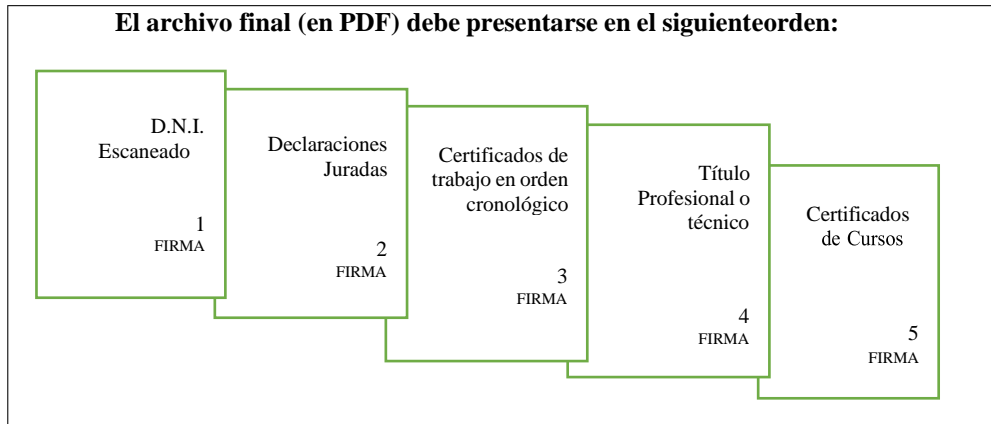 El archivo final (en PDF) debe presentarse en el siguienteorden:
D.N.I.
Escaneado
1
FIRMA
Declaraciones
Juradas
2
FIRMA
Certificados de
trabajo en orden
cronológico
3
FIRMA
Título
Profesional o
técnico
4
FIRMA
Certificados
de Cursos
5
FIRMA